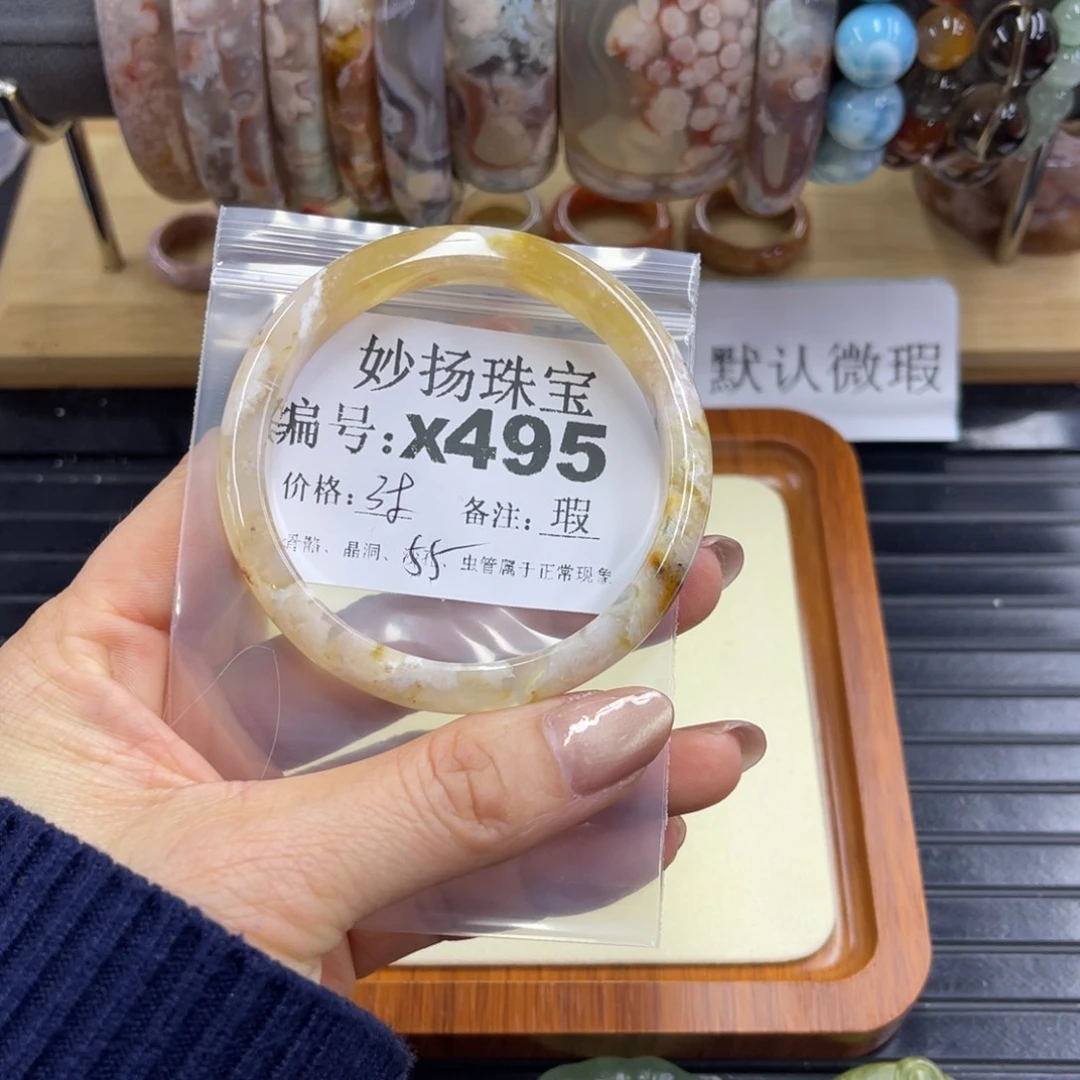 妙扬珠宝
编号:X495
价格: 备注:瑕
晶洞、 虫管属于正常现象
55
默认微瑕